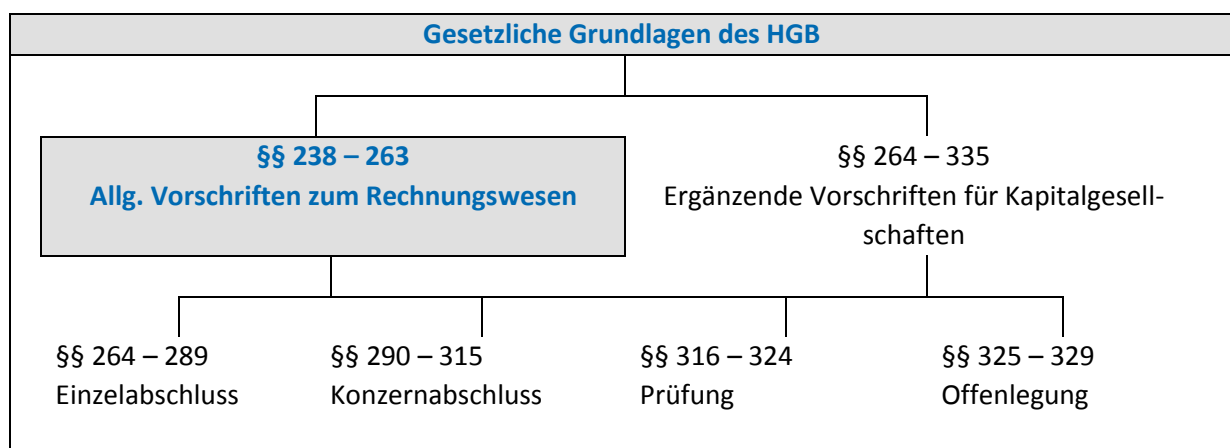 Gesetzliche Grundlagen des HGB
§§ 238 – 263
Allg. Vorschriften zum Rechnungswesen
§§ 264 – 335
Ergänzende Vorschriften für Kapitalgesell-
schaften
§§ 264 – 289
Einzelabschluss
§§ 290 – 315
Konzernabschluss
§§ 316 – 324
Prüfung
§§ 325 – 329
Offenlegung